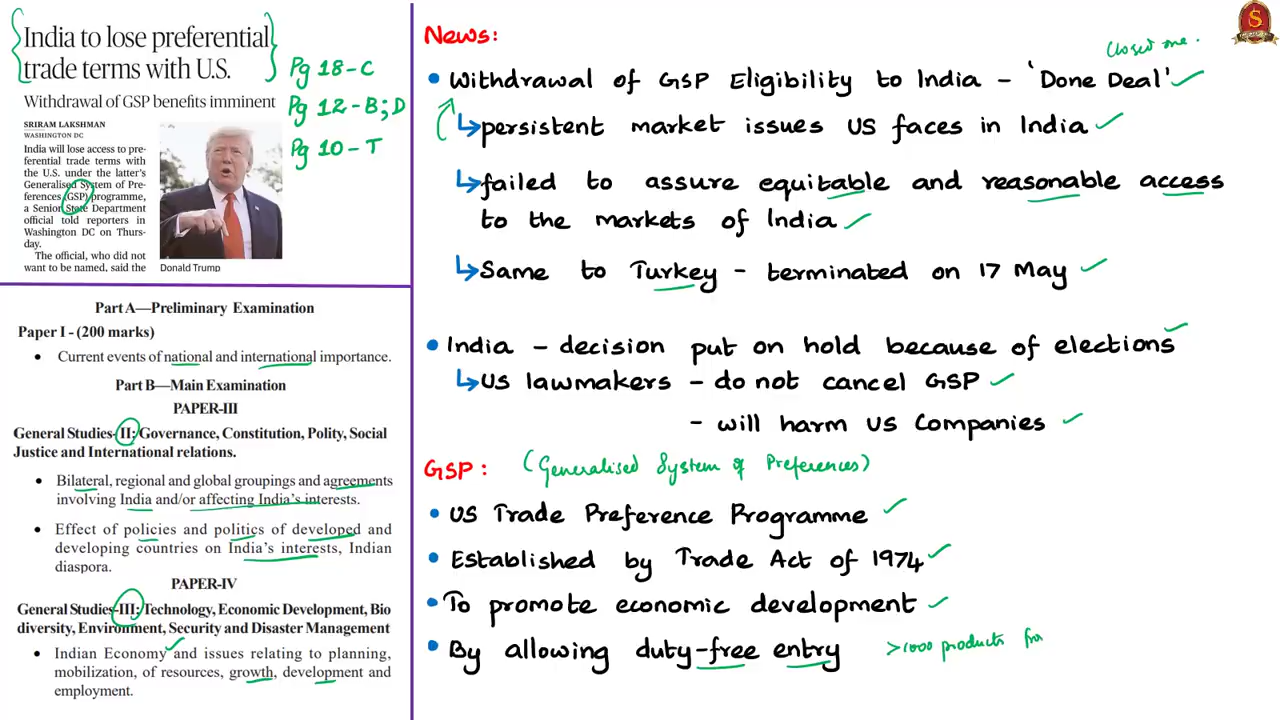 India to lose preferential
trade terms with U.S.
Withdrawal of GSP benefits imminent
SRIRAM LAKSHMAN
WASHINGTON DC
India will lose access to pre-
ferential trade terms with
the U.S. under the latter's
Generalised System of Pre-
ferences (GSP) programme,
a Senior State Department
official told reporters in
Washington DC on Thurs-
day.
The official, who did not
want to be named, said the
Donald Trump
Pg 18-C
Pg 12-B; D
Pg 10-T
Part A—Preliminary Examination
Paper I - (200 marks)
• Current events of national and international importance.
Part B—Main Examination
PAPER-III
General Studies-II: Governance, Constitution, Polity, Social
Justice and International relations.
• Bilateral, regional and global groupings and agreements
involving India and/or affecting India's interests.
• Effect of policies and politics of developed and
developing countries on India's interests, Indian
diaspora.
PAPER-IV
General Studies-III: Technology, Economic Development, Bio
diversity, Environment, Security and Disaster Management
• Indian Economy and issues relating to planning,
mobilization, of resources, growth, development and
employment.
News:
closed one.
• Withdrawal of GSP Eligibility to India - 'Done Deal'
persistent market issues US faces in India
failed to assure equitable and reasonable access
to the markets of India
Same to Turkey - terminated on 17 May
• India - decision put on hold because of elections
US lawmakers - do not cancel GSP
- will harm US Companies
GSP: (Generalised System of Preferences)
• US Trade Preference Programme
• Established by Trade Act of 1974
• To promote economic development
• By allowing duty-free entry >1000 products fro
S